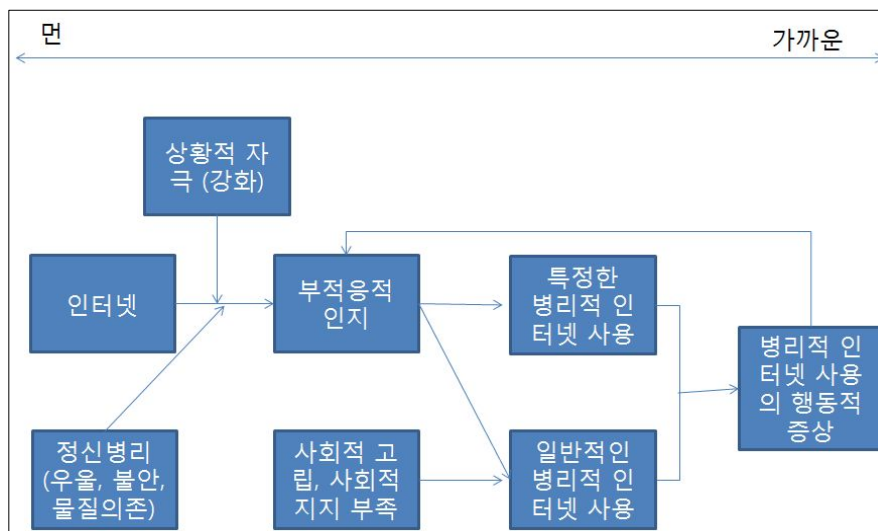 먼
가까운
상황적 자
극 (강화)
인터넷
부적응적
인지
특정한
병리적 인
터넷 사용
병리적 인
터넷 사용
의 행동적
증상
정신병리
(우울, 불안,
물질의존)
사회적 고
립, 사회적
지지 부족
일반적인
병리적 인
터넷 사용